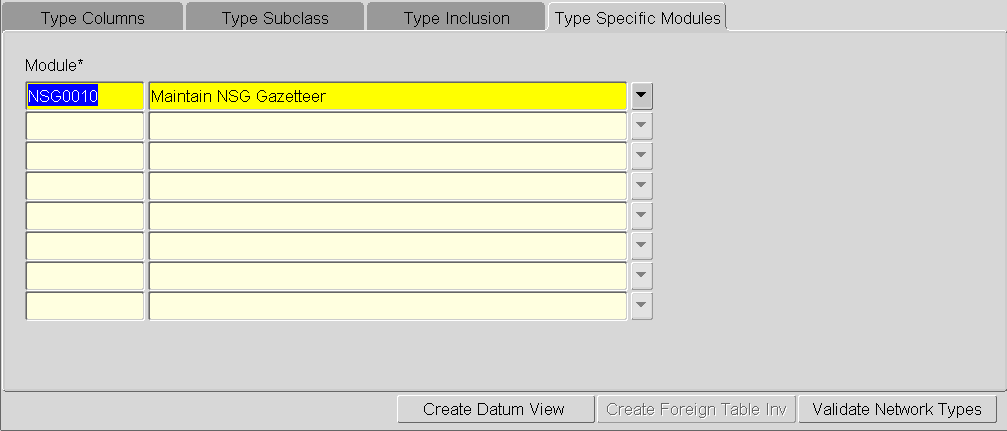 Type Columns Type Subclass Type Inclusion Type Specific Modules
Module*
NSG0010 Maintain NSG Gazetteer
Create Datum View Create Foreign Table Inv Validate Network Types